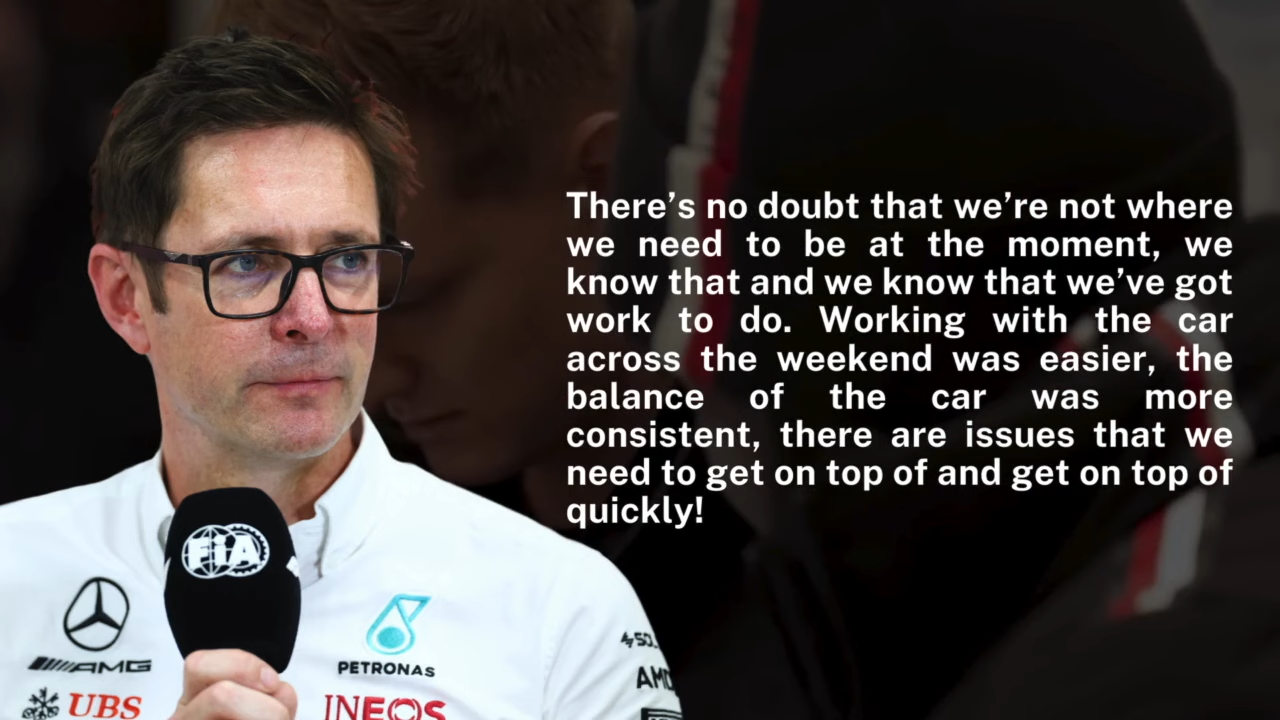 There’s no doubt that we’re not where
we need to be at the moment, we
know that and we know that we’ve got
work to do. Working with the car
across the weekend was easier, the
balance of the car was more
consistent, there are issues that we
need to get on top of and get on top of
quickly!
FiA
AMG
PETRONAS
UBS
INEOS